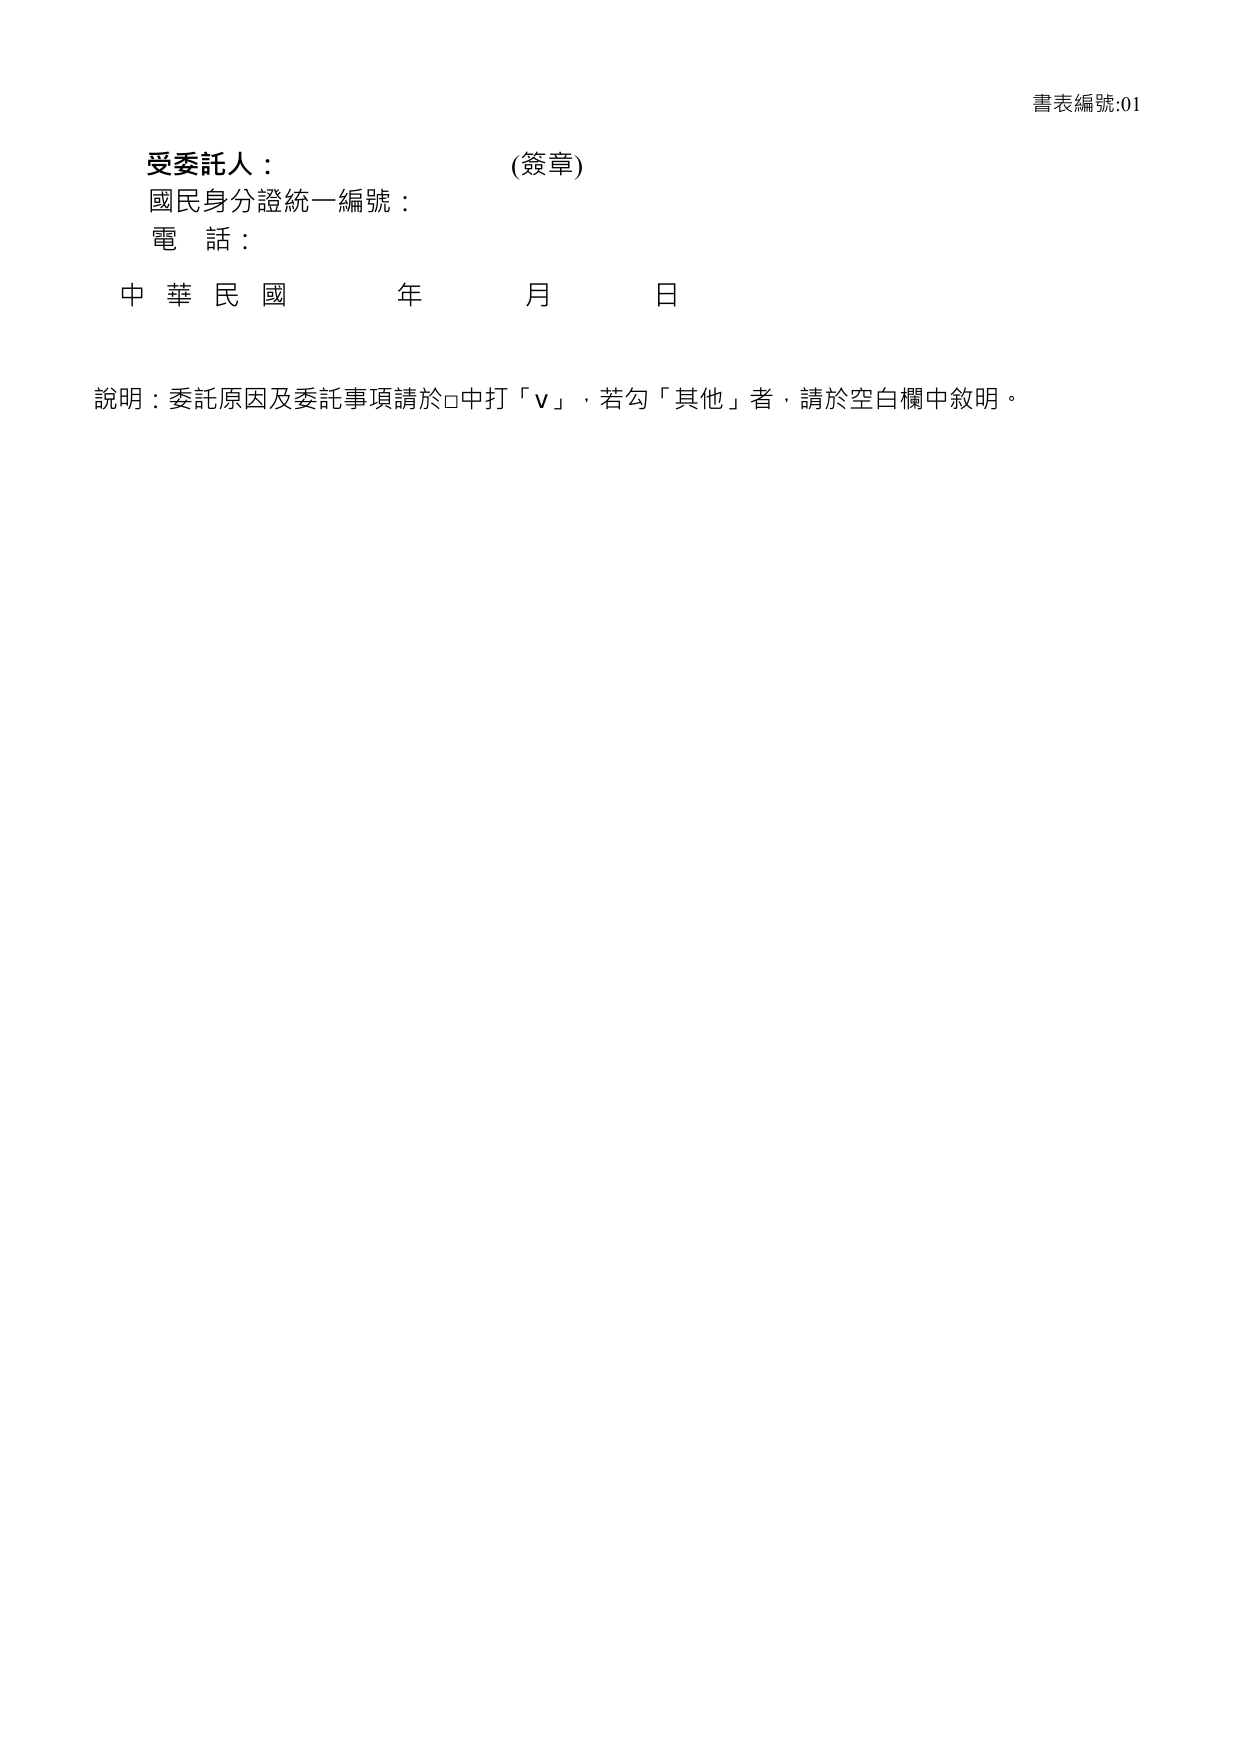 書表編號:01
受委託人： (簽章)
國民身分證統一編號：
電 話：
中 華 民 國 年 月 日
說明：委託原因及委託事項請於□中打「v」，若勾「其他」者，請於空白欄中敘明。